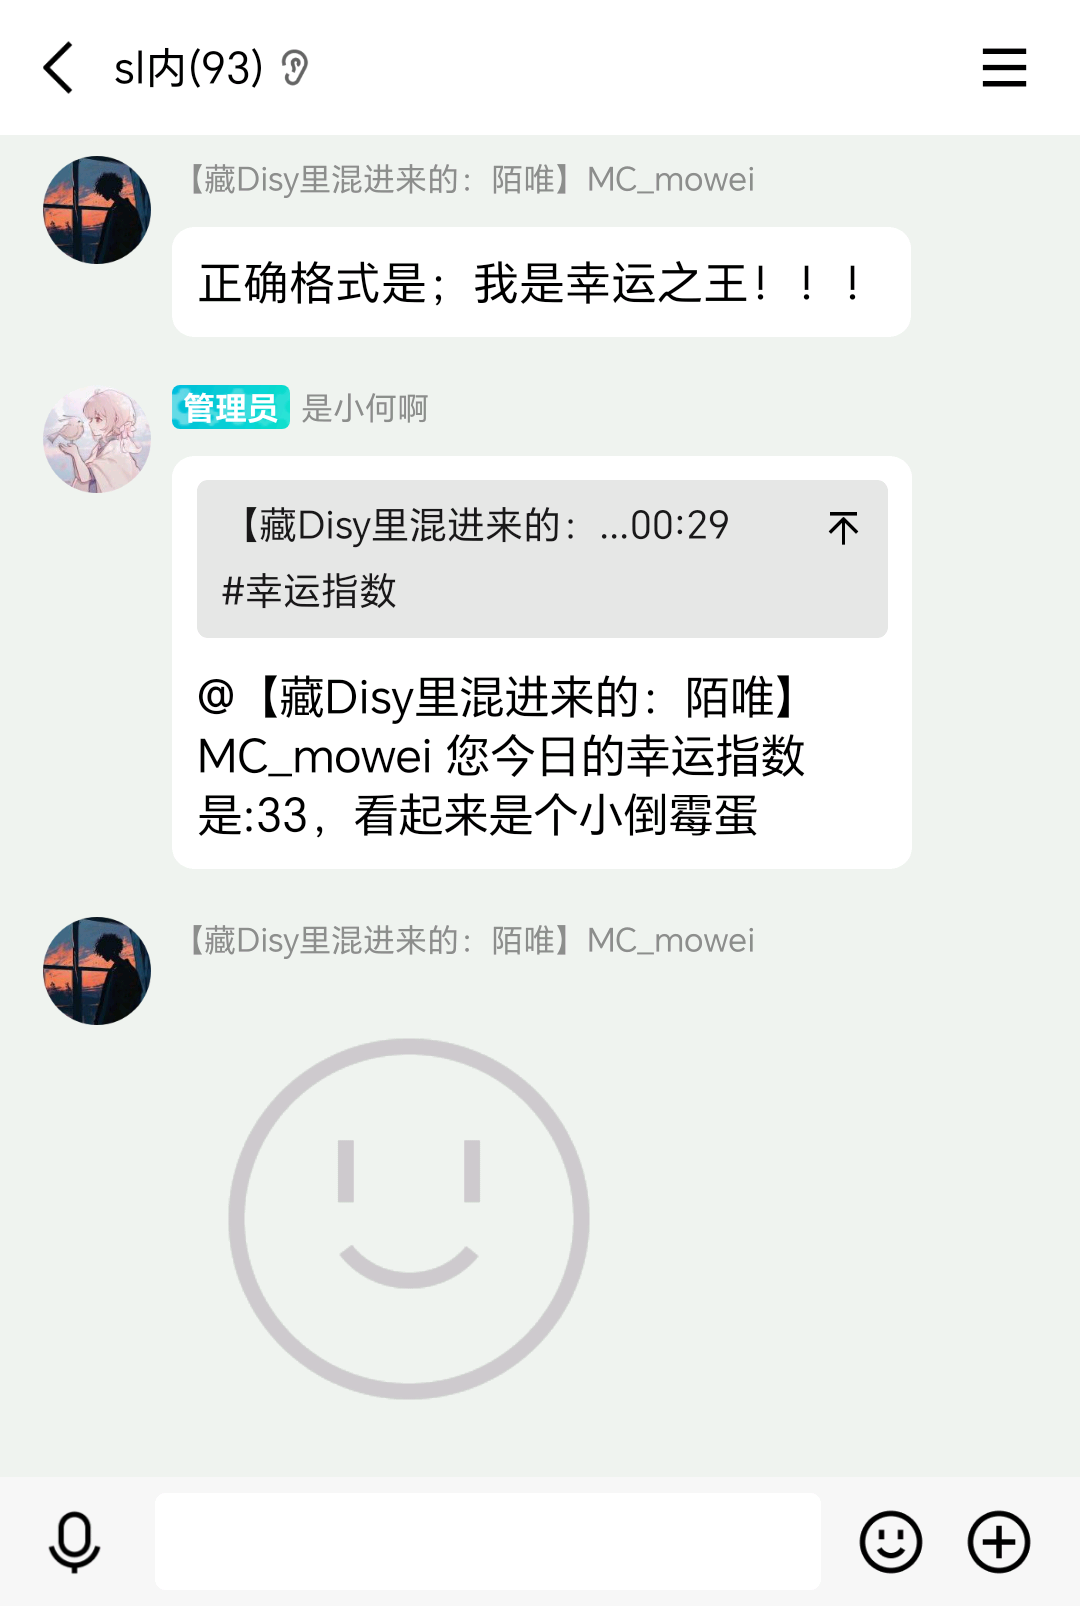 sl内(93)
【藏Disy里混进来的：陌唯】MC_mowei
正确格式是；我是幸运之王！！！
管理员 是小何啊
【藏Disy里混进来的：...00:29
#幸运指数
@【藏Disy里混进来的：陌唯】
MC_mowei 您今日的幸运指数
是:33，看起来是个小倒霉蛋
【藏Disy里混进来的：陌唯】MC_mowei